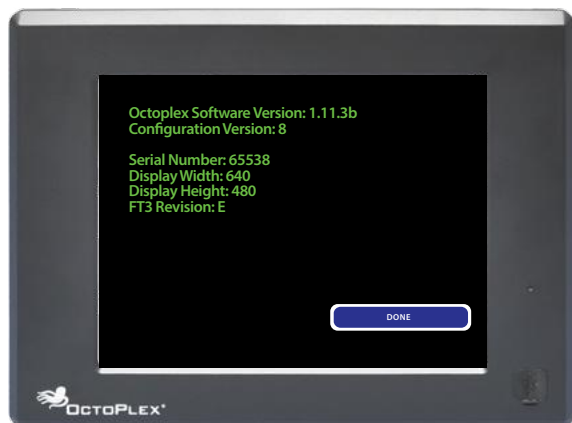 Octoplex Software Version: 1.11.3b
Configuration Version: 8
Serial Number: 65538
Display Width: 640
Display Height: 480
FT3 Revision: E
DONE
OCTOPLEX